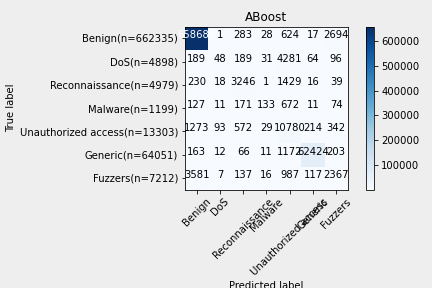 ABoost
True label
Benign(n=662335) 1 283 28 624 17 2694
DoS(n=4898) 189 48 189 31 4281 64 96
Reconnaissance(n=4979) 230 18 3246 1 1429 16 39
Malware(n=1199) 127 11 171 133 672 11 74
Unauthorized access(n=13303) 1273 93 572 29 10780 214 342
Generic(n=64051) 163 12 66 11 1172 62424 203
Fuzzers(n=7212) 3581 7 137 16 987 117 2367
Benign
DoS
Reconnaissance
Malware
Unauthorized access
Generic
Fuzzers
Predicted label
600000
500000
400000
300000
200000
100000